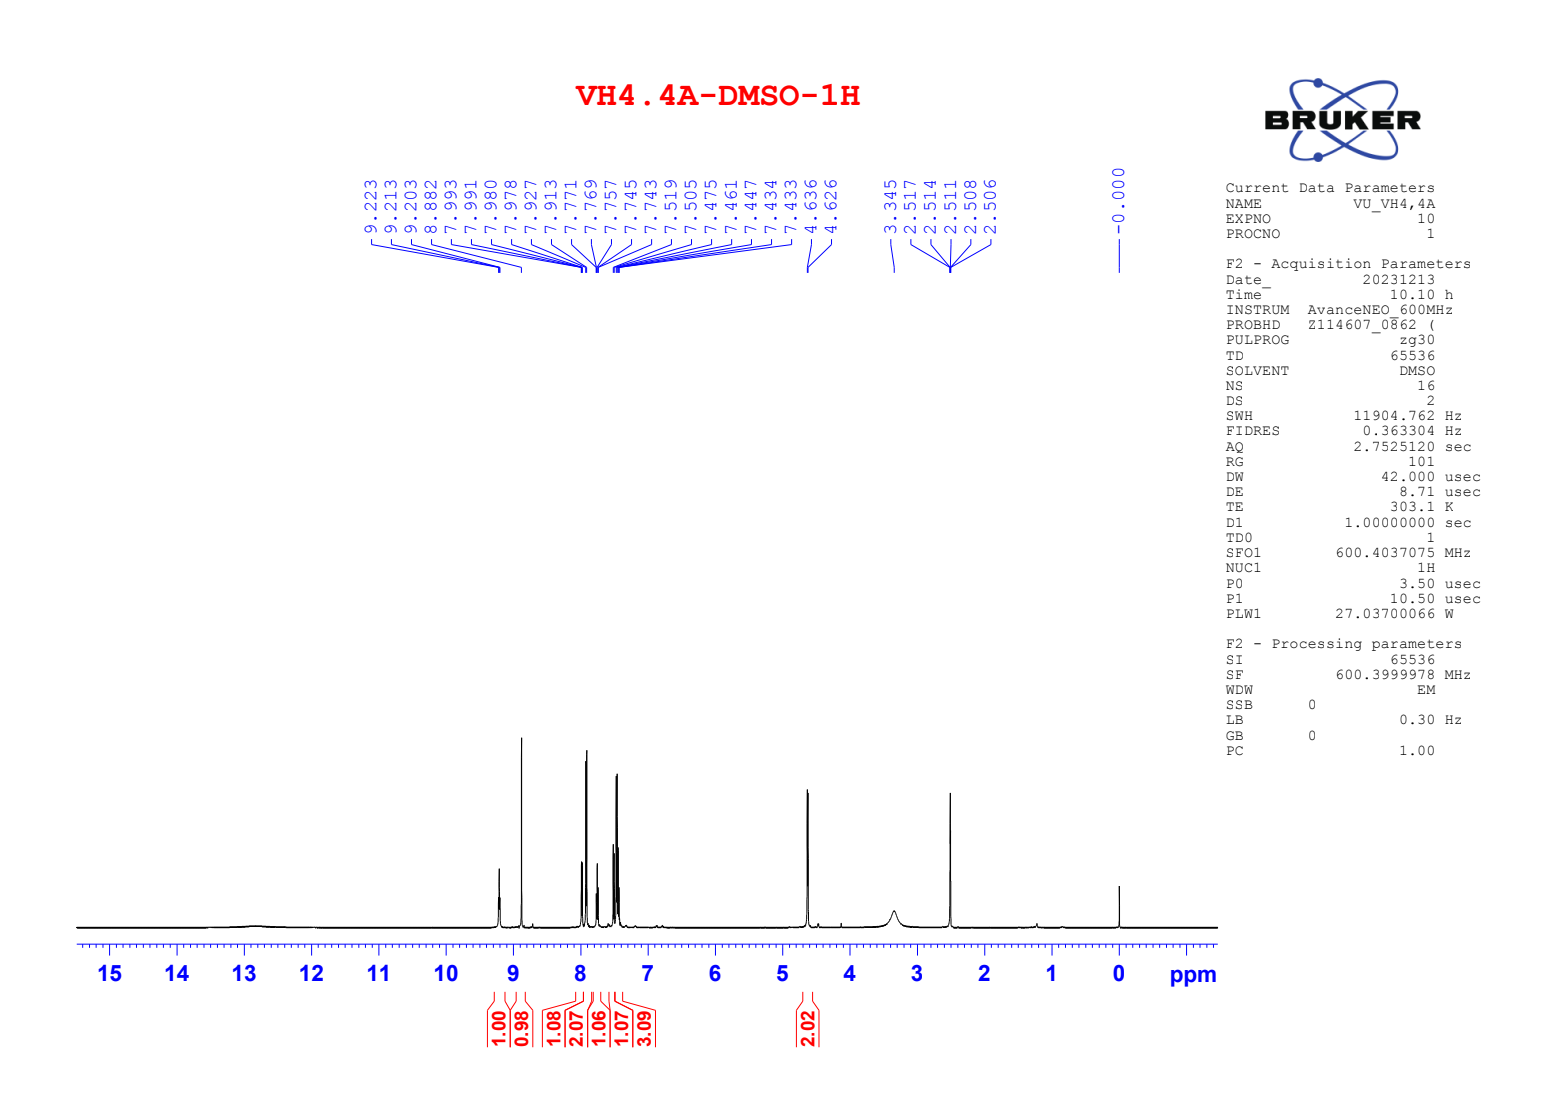 VH4.4A-DMSO-1H
BRUKER
9.223
9.213
9.203
8.882
7.993
7.991
7.980
7.978
7.927
7.913
7.771
7.769
7.757
7.745
7.743
7.519
7.505
7.475
7.461
7.447
7.434
7.433
4.636
4.626
3.345
2.517
2.514
2.511
2.508
2.506
-0.000
Current Data Parameters
NAME VU_VH4,4A
EXPNO 10
PROCNO 1
F2 - Acquisition Parameters
Date_ 20231213
Time 10.10 h
INSTRUM AvanceNEO_600MHz
PROBHD Z114607_0862 (
PULPROG zg30
TD 65536
SOLVENT DMSO
NS 16
DS 2
SWH 11904.762 Hz
FIDRES 0.363304 Hz
AQ 2.7525120 sec
RG 101
DW 42.000 usec
DE 8.71 usec
TE 303.1 K
D1 1.00000000 sec
TD0 1
SFO1 600.4037075 MHz
NUC1 1H
P0 3.50 usec
P1 10.50 usec
PLW1 27.03700066 W
F2 - Processing parameters
SI 65536
SF 600.3999978 MHz
WDW EM
SSB 0
LB 0.30 Hz
GB 0
PC 1.00
15 14 13 12 11 10 9 8 7 6 5 4 3 2 1 0 ppm
1.00
0.98
1.08
2.07
1.06
1.07
3.09
2.02